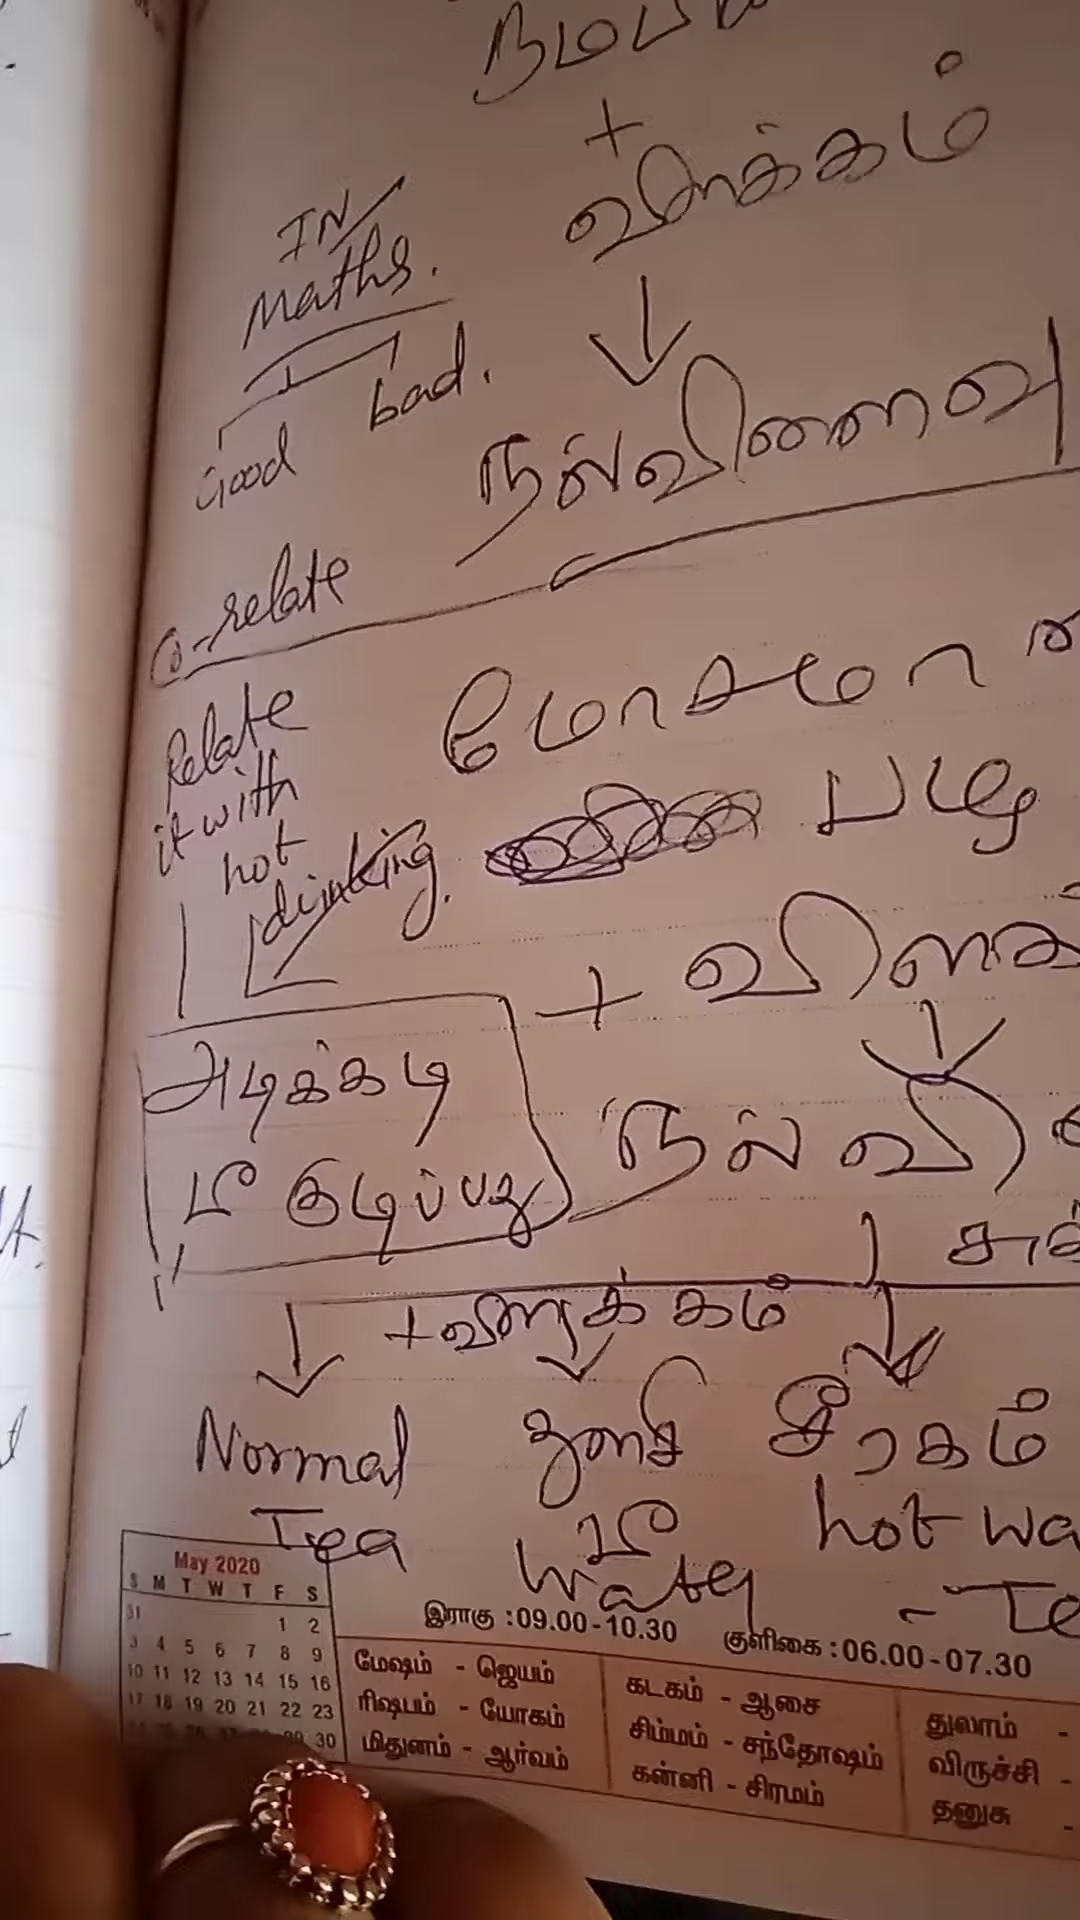 +
விளக்கம்
IN
Maths.
Good bad.
நல்விளைவு
Co-relate
Relate
it with
hot
drinking.
மோசமா
பழ
+ விளக்
அடிக்கடி
டீ குடிப்பது
நல் வி
+ விளக்கம்
Normal
Tea
துளசி
டீ
Water
சீரகம்
hot wa
- Te
May 2020
S M T W T F S
31 1 2
3 4 5 6 7 8 9
10 11 12 13 14 15 16
17 18 19 20 21 22 23
30
இராகு : 09.00 - 10.30 குளிகை : 06.00 - 07.30
மேஷம் - ஜெயம்
ரிஷபம் - யோகம்
மிதுனம் - ஆர்வம்
கடகம் - ஆசை
சிம்மம் - சந்தோஷம்
கன்னி - சிரமம்
துலாம் -
விருச்சி -
தனுசு -